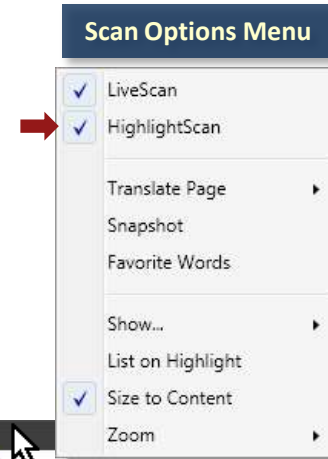 Scan Options Menu
LiveScan
HighlightScan
Translate Page
Snapshot
Favorite Words
Show...
List on Highlight
Size to Content
Zoom